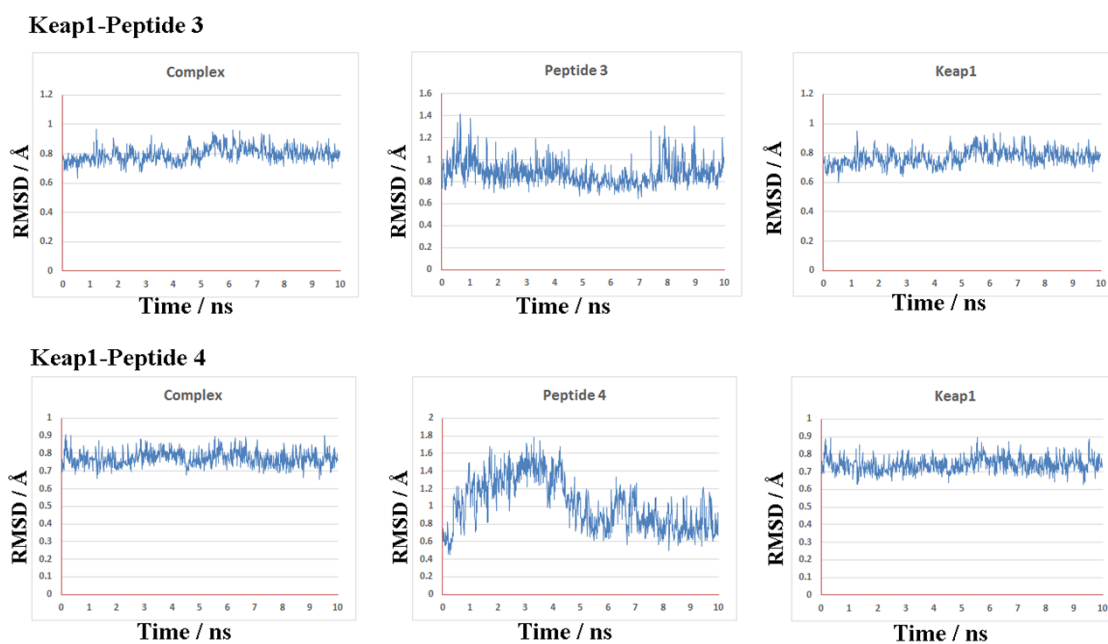 Keap1-Peptide 3
Complex
RMSD / Å
1.2
1
0.8
0.6
0.4
0.2
0
0 1 2 3 4 5 6 7 8 9 10
Time / ns
Peptide 3
RMSD / Å
1.6
1.4
1.2
1
0.8
0.6
0.4
0.2
0
0 1 2 3 4 5 6 7 8 9 10
Time / ns
Keap1
RMSD / Å
1.2
1
0.8
0.6
0.4
0.2
0
0 1 2 3 4 5 6 7 8 9 10
Time / ns
Keap1-Peptide 4
Complex
RMSD / Å
1
0.9
0.8
0.7
0.6
0.5
0.4
0.3
0.2
0.1
0
0 1 2 3 4 5 6 7 8 9 10
Time / ns
Peptide 4
RMSD / Å
2
1.8
1.6
1.4
1.2
1
0.8
0.6
0.4
0.2
0
0 1 2 3 4 5 6 7 8 9 10
Time / ns
Keap1
RMSD / Å
1
0.9
0.8
0.7
0.6
0.5
0.4
0.3
0.2
0.1
0
0 1 2 3 4 5 6 7 8 9 10
Time / ns